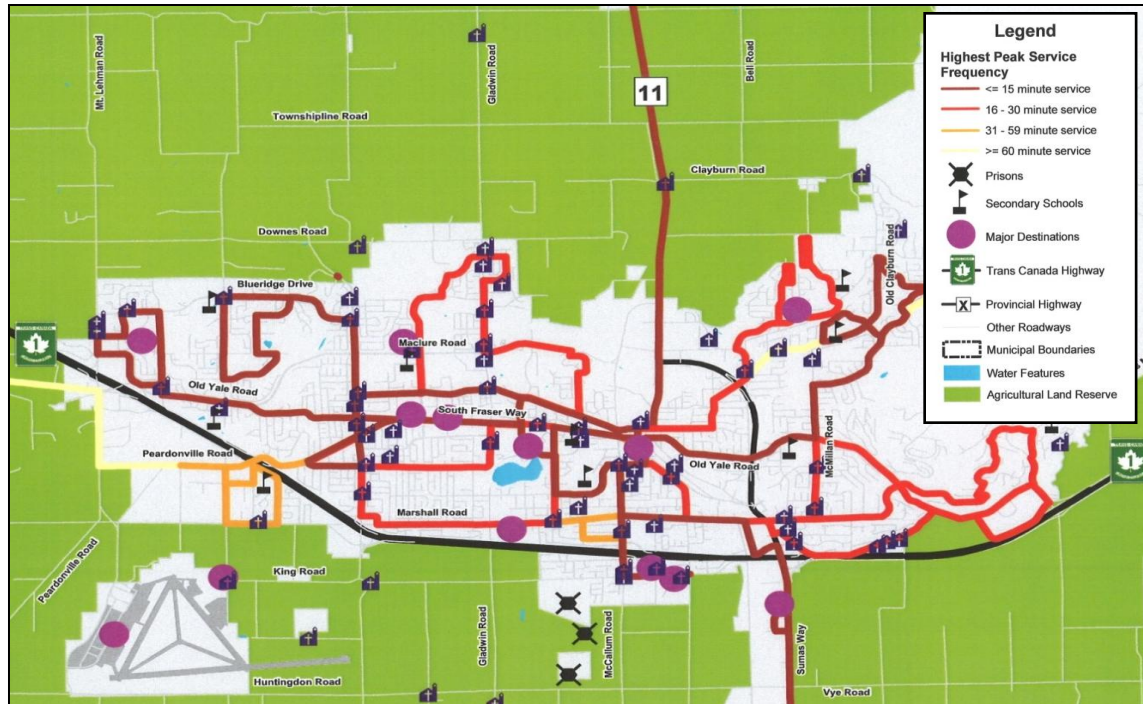 Legend
Highest Peak Service
Frequency
<= 15 minute service
16 - 30 minute service
31 - 59 minute service
>= 60 minute service
Prisons
Secondary Schools
Major Destinations
1
Trans Canada Highway
X
Provincial Highway
Other Roadways
Municipal Boundaries
Water Features
Agricultural Land Reserve
Mt. Lehman Road
Gladwin Road
Bell Road
11
Townshipline Road
Clayburn Road
Downes Road
Old Clayburn Road
Blueridge Drive
1
Maclure Road
Old Yale Road
South Fraser Way
Peardonville Road
Old Yale Road
McMillan Road
1
Marshall Road
Peardonville Road
King Road
Gladwin Road
McCallum Road
Sumas Way
Huntingdon Road
Vye Road